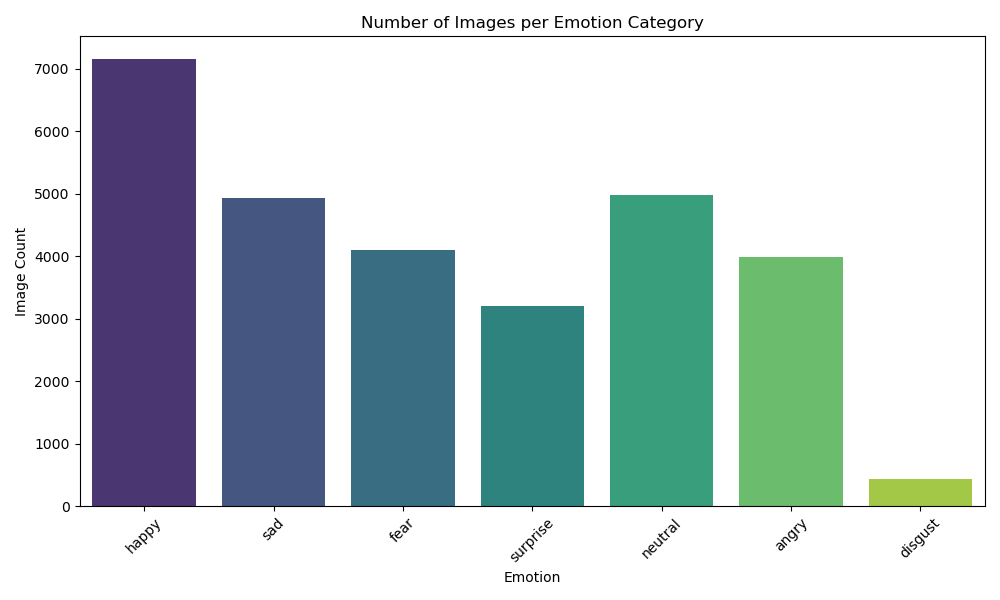 Number of Images per Emotion Category
Image Count
7000
6000
5000
4000
3000
2000
1000
0
happy
sad
fear
surprise
neutral
angry
disgust
Emotion